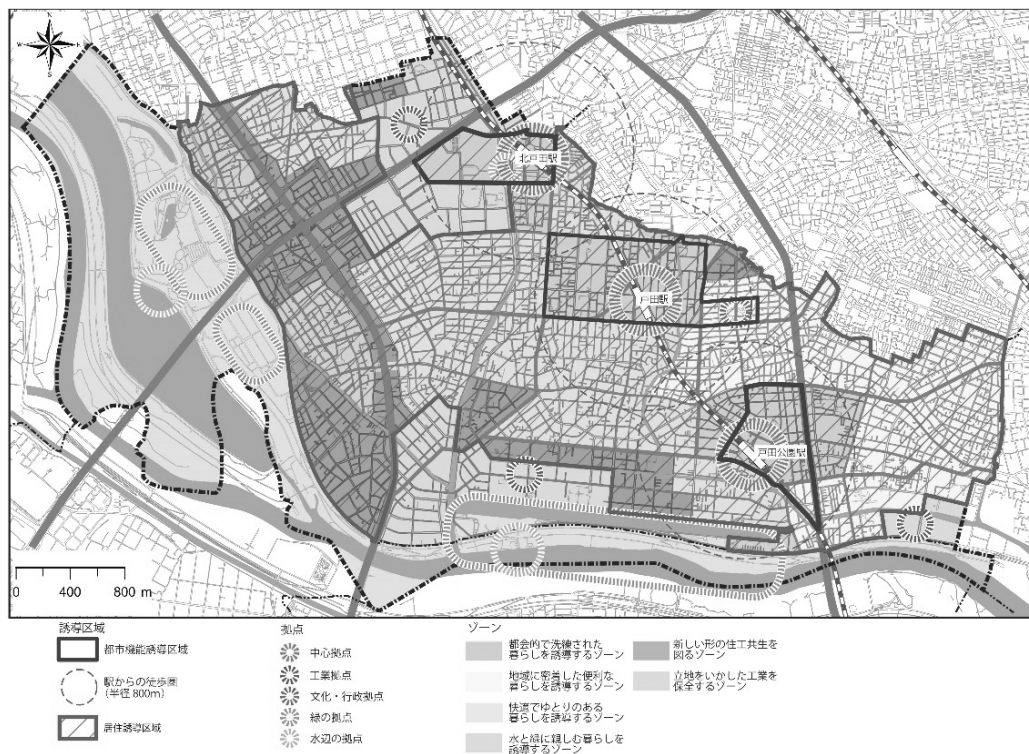 N
W
E
S
北戸田駅
戸田駅
戸田公園駅
0 400 800 m
誘導区域
都市機能誘導区域
駅からの徒歩圏
(半径 800m)
居住誘導区域
拠点
中心拠点
工業拠点
文化・行政拠点
緑の拠点
水辺の拠点
ゾーン
都会的で洗練された
暮らしを誘導するゾーン
地域に密着した便利な
暮らしを誘導するゾーン
快適でゆとりのある
暮らしを誘導するゾーン
水と緑に親しむ暮らしを
誘導するゾーン
新しい形の住工共生を
図るゾーン
立地をいかした工業を
保全するゾーン